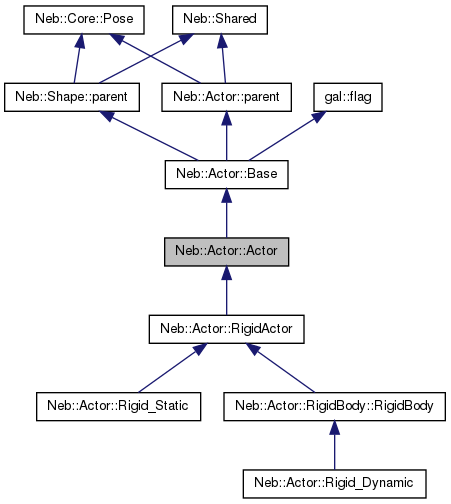 Neb::Core::Pose
Neb::Shared
Neb::Shape::parent
Neb::Actor::parent
gal::flag
Neb::Actor::Base
Neb::Actor::Actor
Neb::Actor::RigidActor
Neb::Actor::Rigid_Static
Neb::Actor::RigidBody::RigidBody
Neb::Actor::Rigid_Dynamic